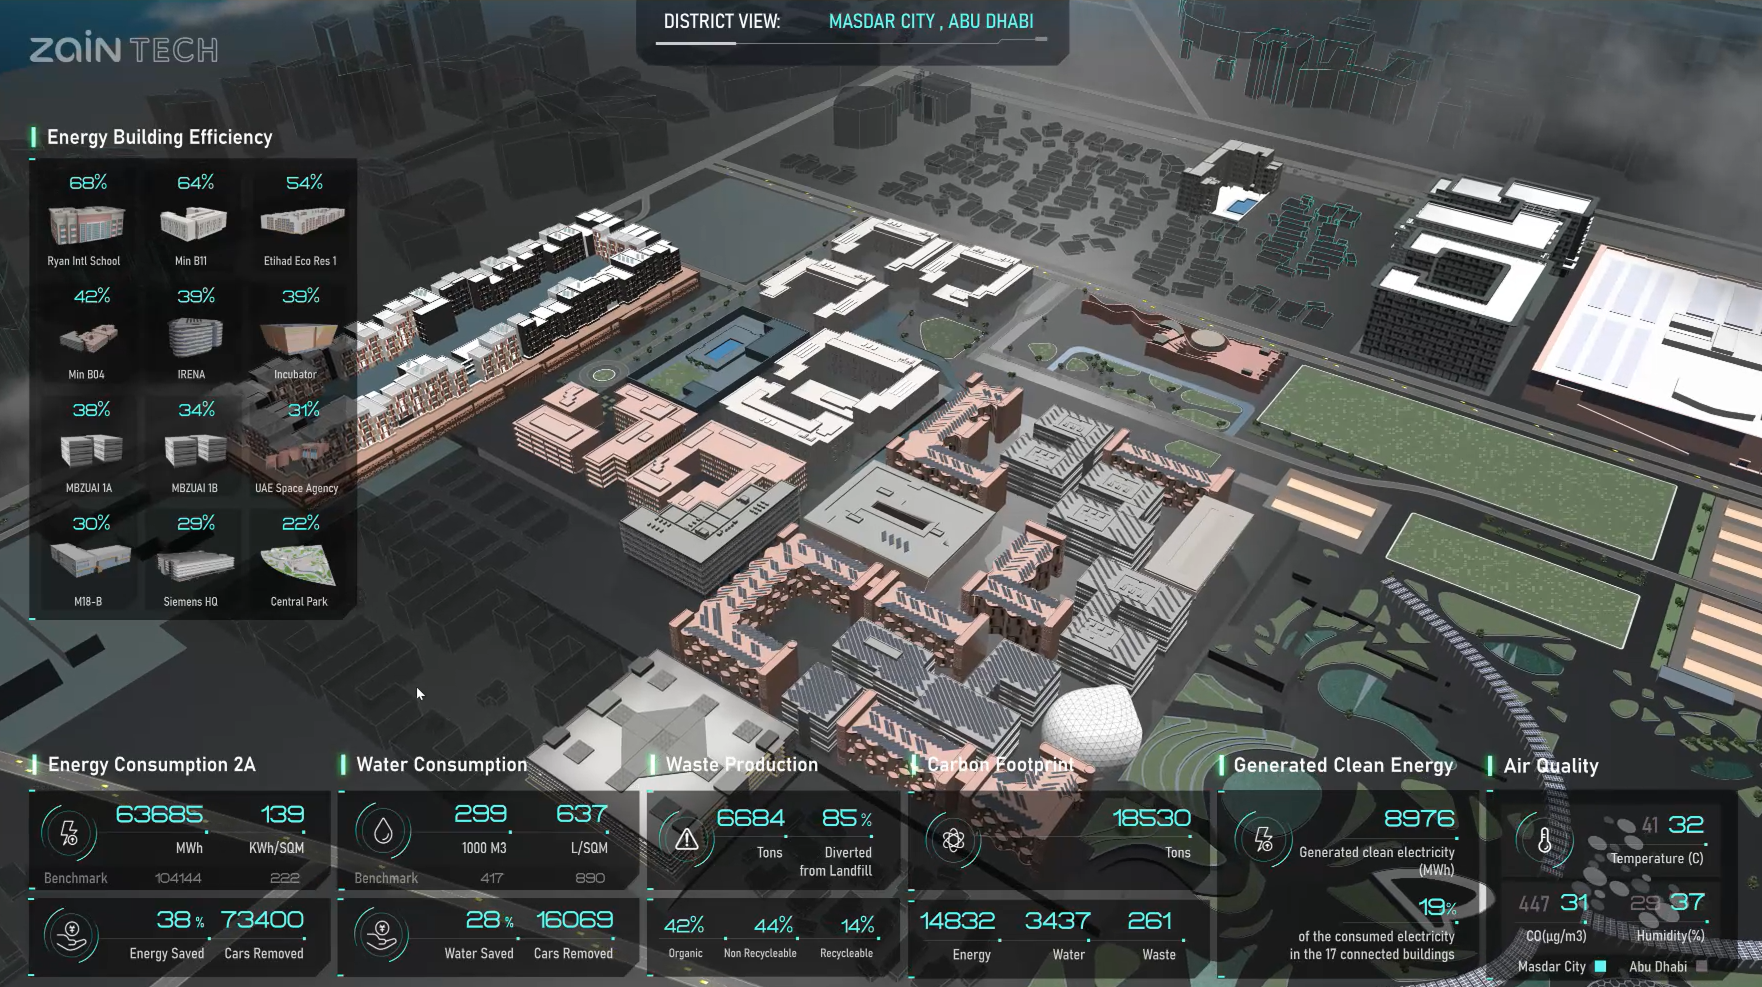 DISTRICT VIEW: MASDAR CITY , ABU DHABI
zain TECH
Energy Building Efficiency
68% 64% 54%
Ryan Intl School Min B11 Etihad Eco Res 1
42% 39% 39%
Min B04 IRENA Incubator
38% 34% 31%
MBZUAI 1A MBZUAI 1B UAE Space Agency
30% 29% 22%
M18-B Siemens HQ Central Park
Energy Consumption 2A
63685 139
MWh KWh/SQM
Benchmark 104144 222
38 % 73400
Energy Saved Cars Removed
Water Consumption
299 637
1000 M3 L/SQM
Benchmark 417 890
28 % 16069
Water Saved Cars Removed
Waste Production
6684 85 %
Tons Diverted
from Landfill
42% 44% 14%
Organic Non Recycleable Recycleable
Carbon Footprint
18530
Tons
14832 3437 261
Energy Water Waste
Generated Clean Energy
8976
Generated clean electricity
(MWh)
19%
of the consumed electricity
in the 17 connected buildings
Air Quality
41 32
Temperature (C)
447 31 29 37
CO(µg/m3) Humidity(%)
Masdar City Abu Dhabi